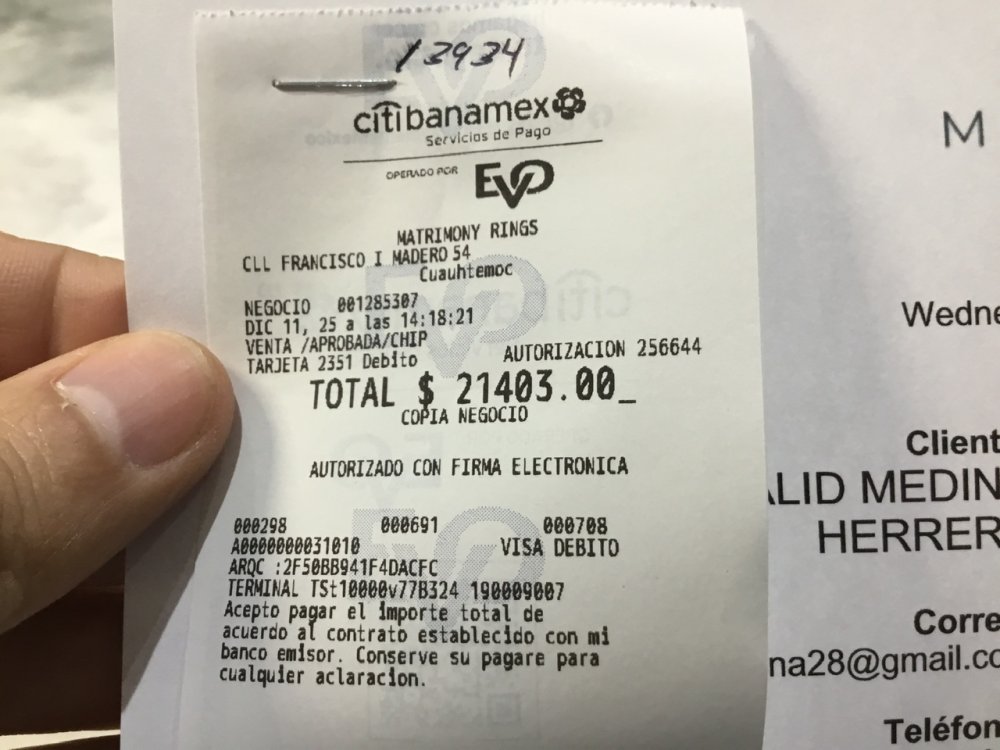 13934
citibanamex
Servicios de Pago
OPERADO POR EVO
MATRIMONY RINGS
CLL FRANCISCO I MADERO 54
Cuauhtemoc
NEGOCIO 001285307
DIC 11, 25 a las 14:18:21
VENTA /APROBADA/CHIP
TARJETA 2351 Debito AUTORIZACION 256644
TOTAL $ 21403.00_
COPIA NEGOCIO
AUTORIZADO CON FIRMA ELECTRONICA
000298 000691 000708
A0000000031010 VISA DEBITO
ARQC :2F50BB941F4DACFC
TERMINAL TSt10000v77B324 190009007
Acepto pagar el importe total de
acuerdo al contrato establecido con mi
banco emisor. Conserve su pagare para
cualquier aclaracion.
M
Wedne
Client
ALID MEDIN
HERRER
Corre
na28@gmail.co
Teléfon